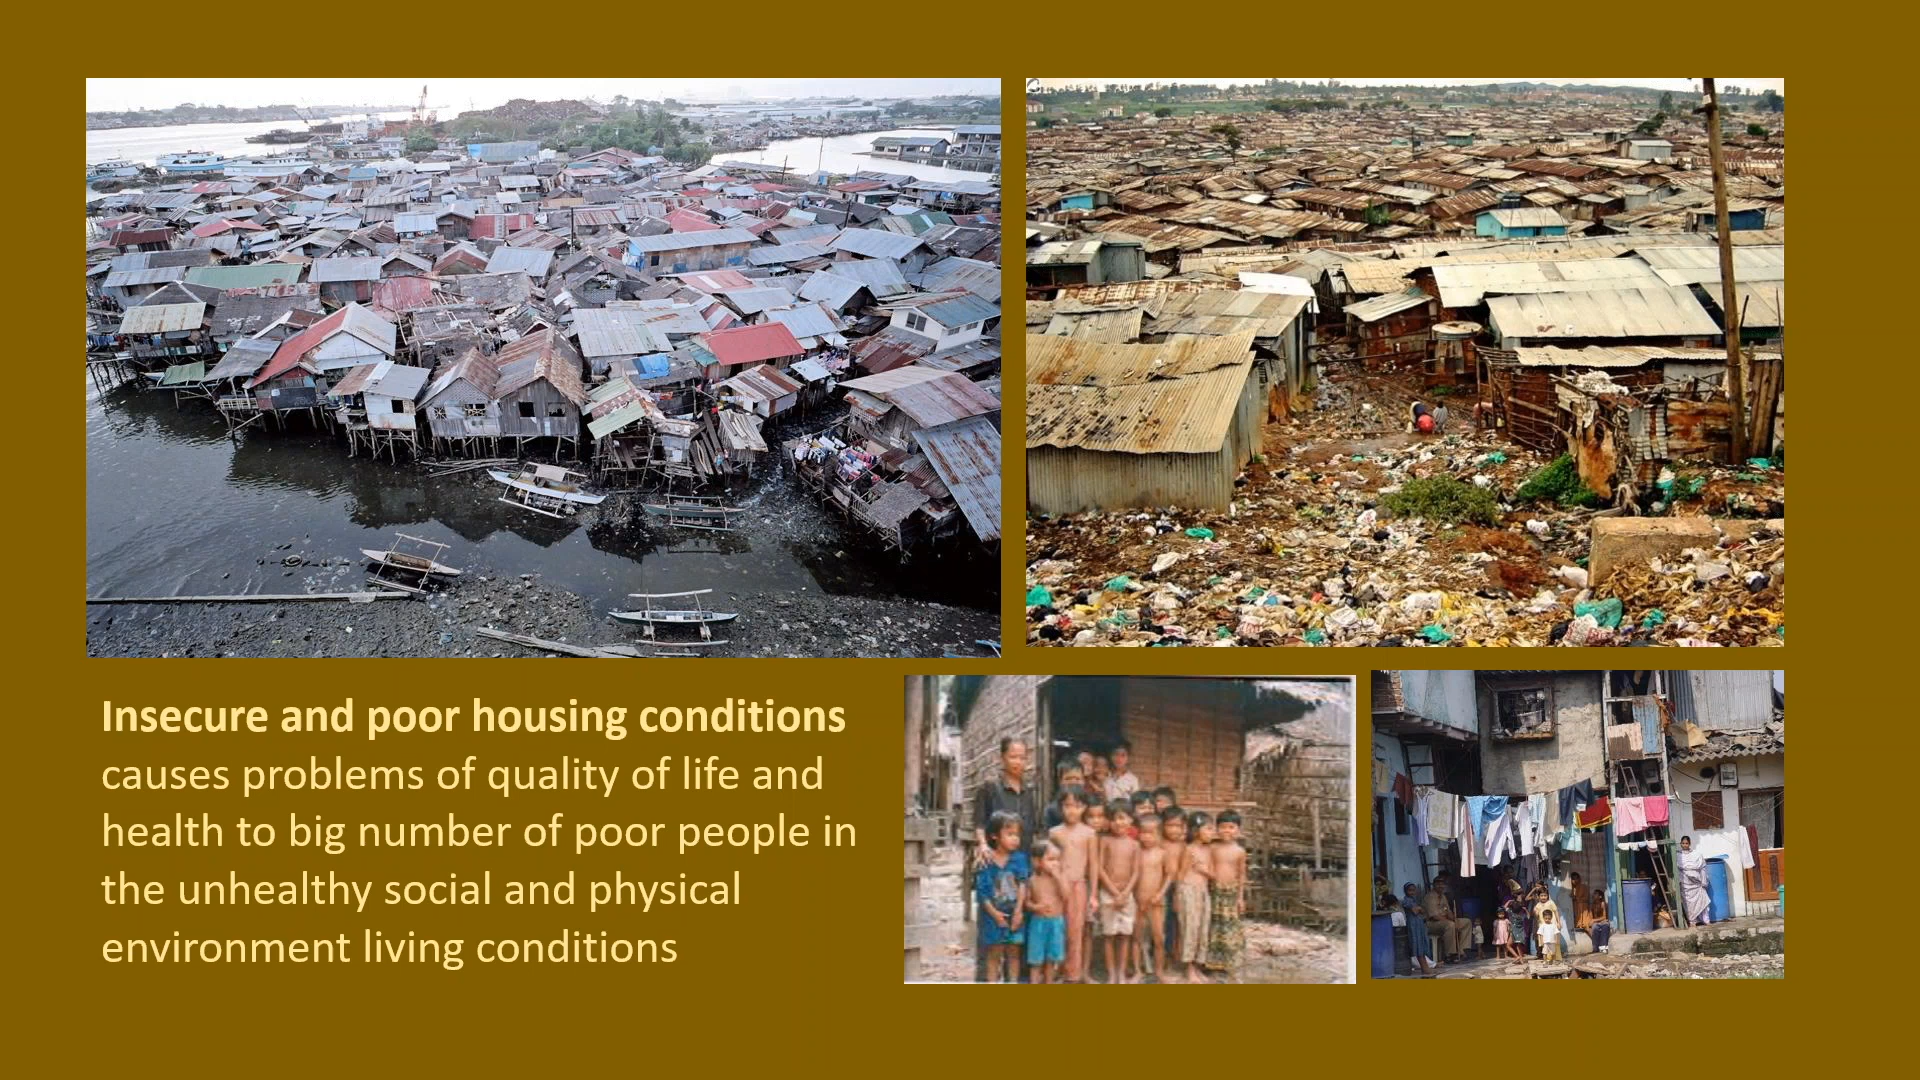 Insecure and poor housing conditions
causes problems of quality of life and
health to big number of poor people in
the unhealthy social and physical
environment living conditions